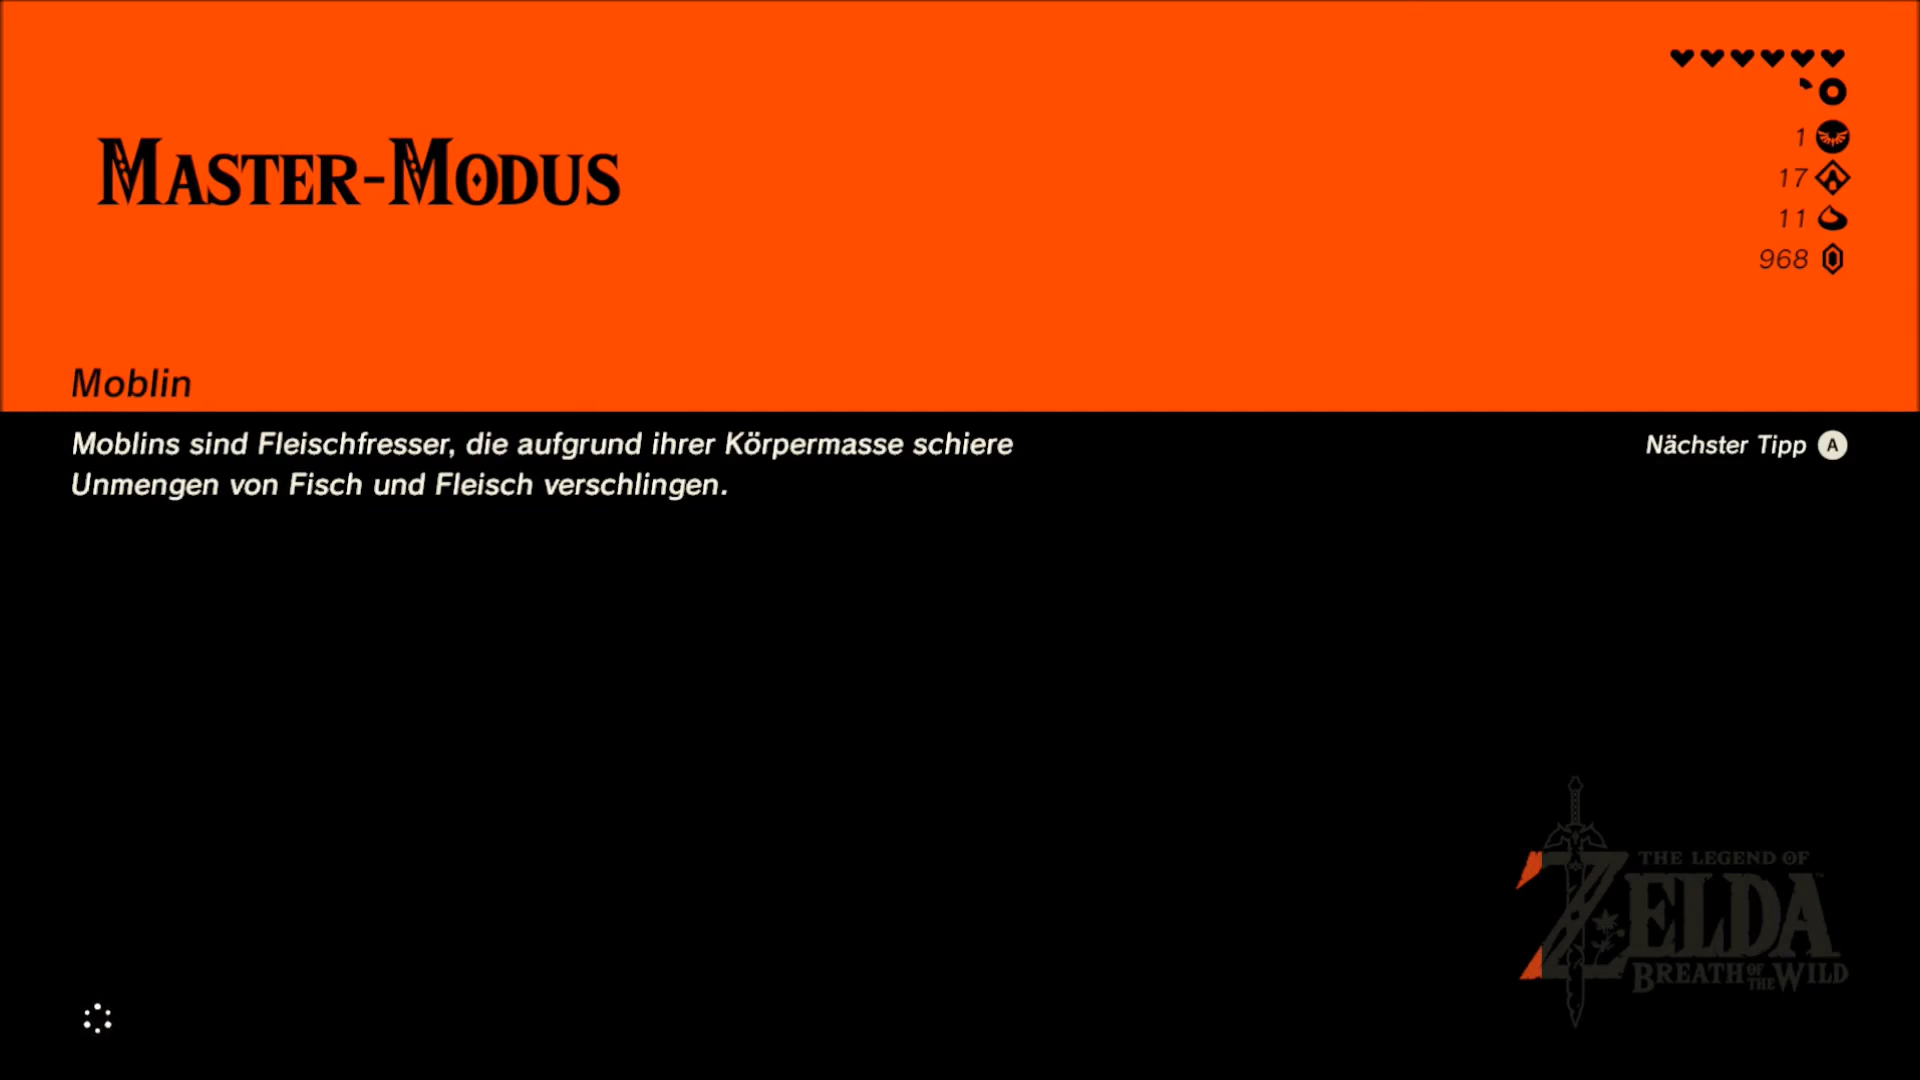 MASTER-MODUS
1
17
11
968
Moblin
Moblins sind Fleischfresser, die aufgrund ihrer Körpermasse schiere
Unmengen von Fisch und Fleisch verschlingen.
Nächster Tipp A
THE LEGEND OF
ZELDA
BREATH OF THE WILD